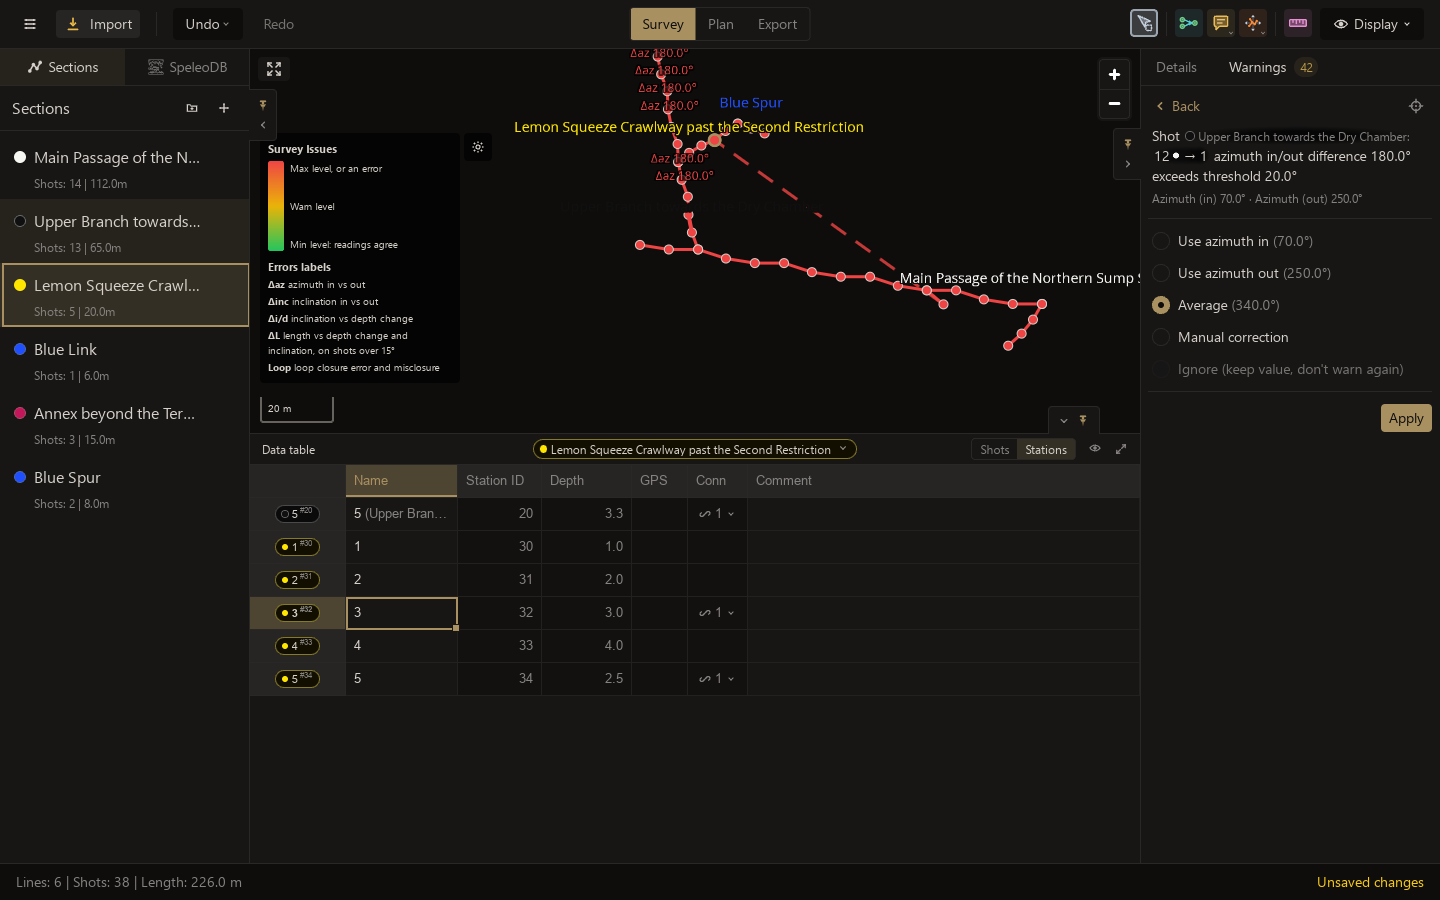 Import
Undo
Redo
Survey
Plan
Export
Display
Sections
SpeleoDB
Sections
Main Passage of the N...
Shots: 14 | 112.0m
Upper Branch towards...
Shots: 13 | 65.0m
Lemon Squeeze Crawl...
Shots: 5 | 20.0m
Blue Link
Shots: 1 | 6.0m
Annex beyond the Ter...
Shots: 3 | 15.0m
Blue Spur
Shots: 2 | 8.0m
Δaz 180.0°
Δaz 180.0°
Δaz 180.0°
Δaz 180.0°
Blue Spur
Lemon Squeeze Crawlway past the Second Restriction
Δaz 180.0°
Δaz 180.0°
Main Passage of the Northern Sump S
Survey Issues
Max level, or an error
Warn level
Min level: readings agree
Errors labels
Δaz azimuth in vs out
Δinc inclination in vs out
Δi/d inclination vs depth change
ΔL length vs depth change and
inclination, on shots over 15°
Loop loop closure error and misclosure
20 m
Data table
Lemon Squeeze Crawlway past the Second Restriction
Shots
Stations
Name Station ID Depth GPS Conn Comment
5 #20 5 (Upper Bran... 20 3.3 1
1 #30 1 30 1.0
2 #31 2 31 2.0
3 #32 3 32 3.0 1
4 #33 4 33 4.0
5 #34 5 34 2.5 1
Details
Warnings 42
Back
Shot Upper Branch towards the Dry Chamber:
12 → 1 azimuth in/out difference 180.0°
exceeds threshold 20.0°
Azimuth (in) 70.0° · Azimuth (out) 250.0°
Use azimuth in (70.0°)
Use azimuth out (250.0°)
Average (340.0°)
Manual correction
Ignore (keep value, don't warn again)
Apply
Lines: 6 | Shots: 38 | Length: 226.0 m
Unsaved changes